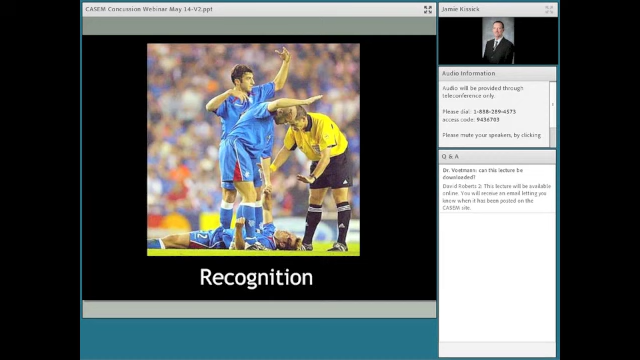 CASEM Concussion Webinar May 14-V2.ppt
Recognition
Jamie Kissick
Audio Information
Audio will be provided through
teleconference only.
Please dial: 1-888-289-4573
access code: 9436703
Please mute your speakers, by clicking
Q & A
Dr. Vostmann: can this lecture be
downloaded?
David Roberts 2: This lecture will be available
online. You will receive an email letting you
know when it has been posted on the
CASEM site.